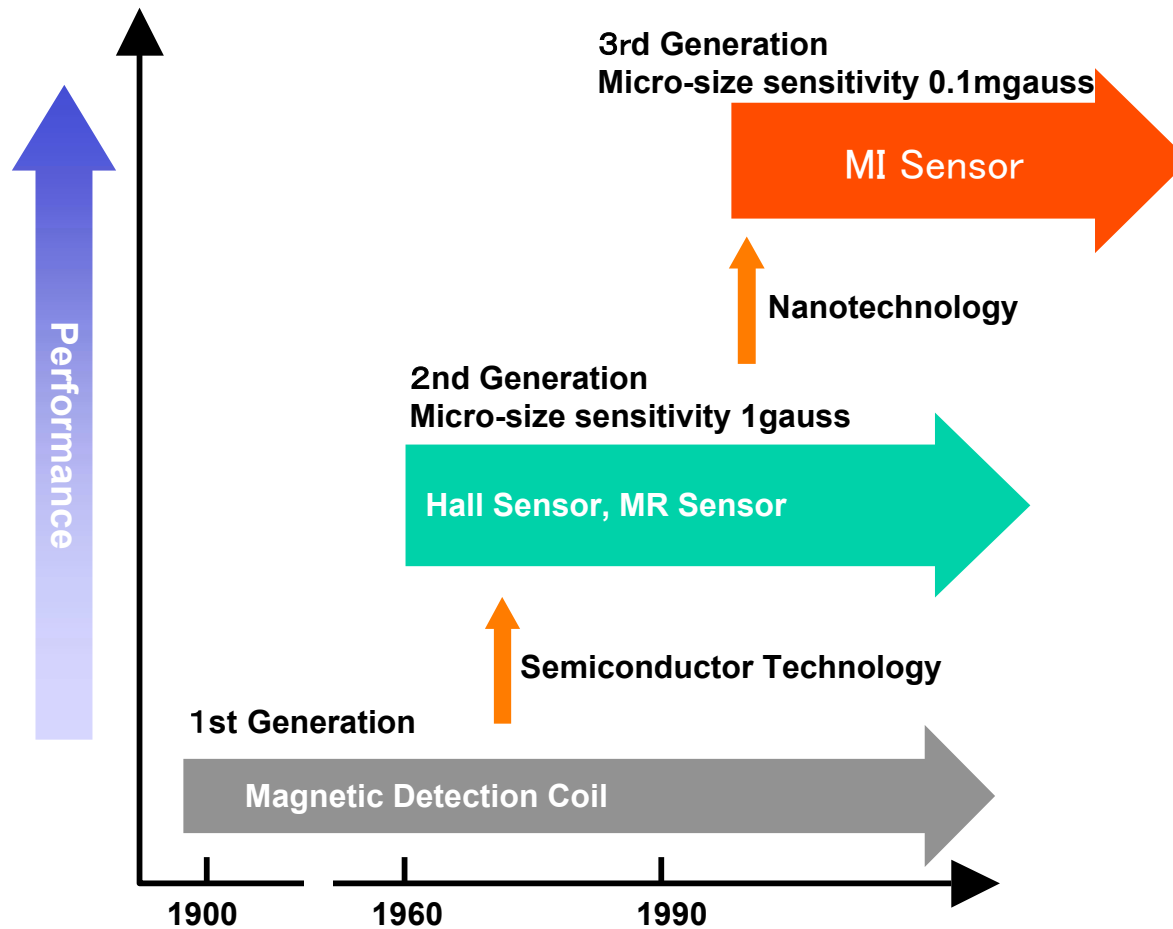 3rd Generation
Micro-size sensitivity 0.1mgauss
MI Sensor
Nanotechnology
Performance
2nd Generation
Micro-size sensitivity 1gauss
Hall Sensor, MR Sensor
Semiconductor Technology
1st Generation
Magnetic Detection Coil
1900
1960
1990